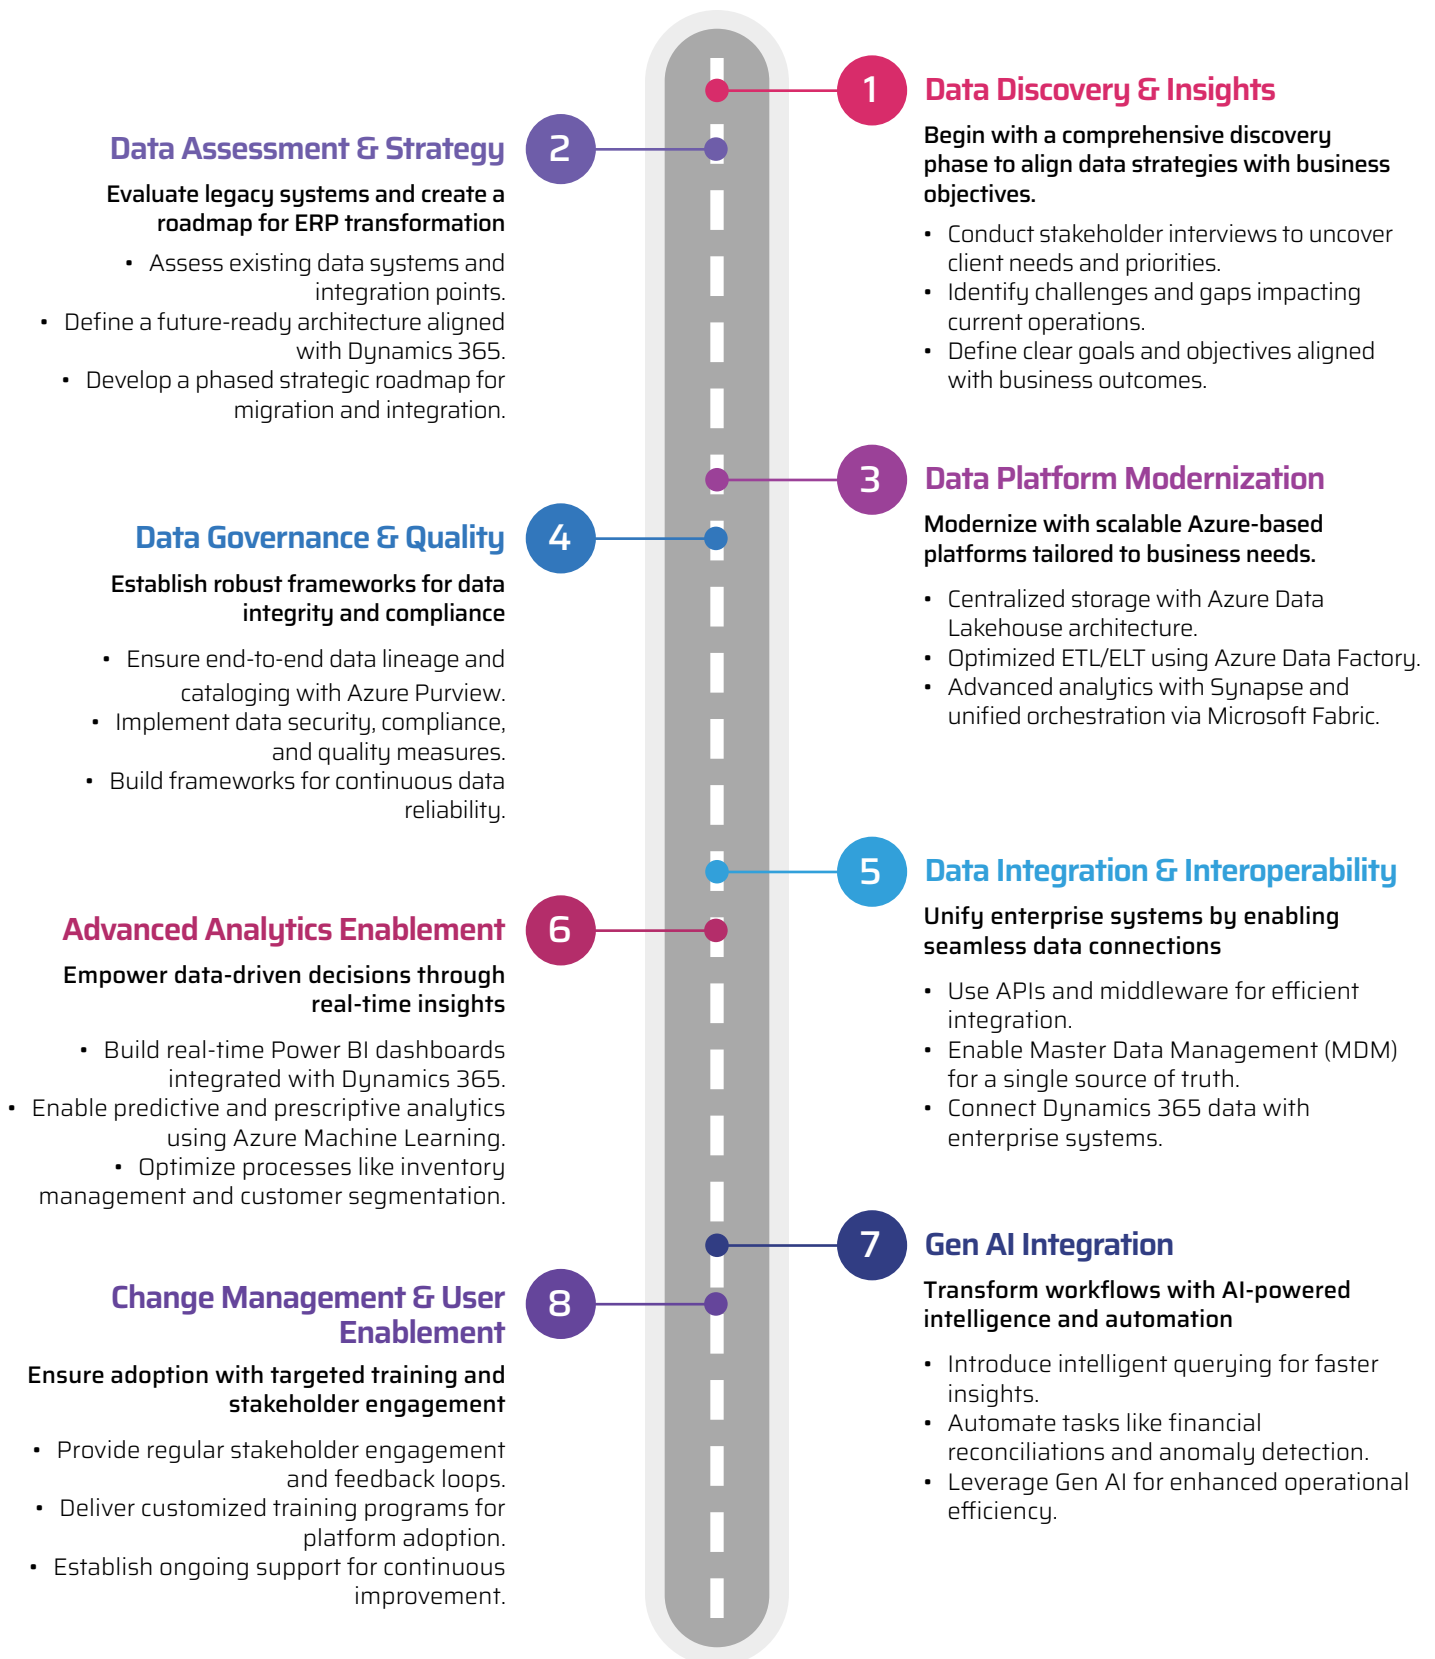 1
Data Discovery & Insights
Begin with a comprehensive discovery
phase to align data strategies with business
objectives.
• Conduct stakeholder interviews to uncover
client needs and priorities.
• Identify challenges and gaps impacting
current operations.
• Define clear goals and objectives aligned
with business outcomes.
Data Assessment & Strategy
2
Evaluate legacy systems and create a
roadmap for ERP transformation
• Assess existing data systems and
integration points.
• Define a future-ready architecture aligned
with Dynamics 365.
• Develop a phased strategic roadmap for
migration and integration.
3
Data Platform Modernization
Modernize with scalable Azure-based
platforms tailored to business needs.
• Centralized storage with Azure Data
Lakehouse architecture.
• Optimized ETL/ELT using Azure Data Factory.
• Advanced analytics with Synapse and
unified orchestration via Microsoft Fabric.
Data Governance & Quality
4
Establish robust frameworks for data
integrity and compliance
• Ensure end-to-end data lineage and
cataloging with Azure Purview.
• Implement data security, compliance,
and quality measures.
• Build frameworks for continuous data
reliability.
5
Data Integration & Interoperability
Unify enterprise systems by enabling
seamless data connections
• Use APIs and middleware for efficient
integration.
• Enable Master Data Management (MDM)
for a single source of truth.
• Connect Dynamics 365 data with
enterprise systems.
Advanced Analytics Enablement
6
Empower data-driven decisions through
real-time insights
• Build real-time Power BI dashboards
integrated with Dynamics 365.
• Enable predictive and prescriptive analytics
using Azure Machine Learning.
• Optimize processes like inventory
management and customer segmentation.
7
Gen AI Integration
Transform workflows with AI-powered
intelligence and automation
• Introduce intelligent querying for faster
insights.
• Automate tasks like financial
reconciliations and anomaly detection.
• Leverage Gen AI for enhanced operational
efficiency.
Change Management & User
Enablement
8
Ensure adoption with targeted training and
stakeholder engagement
• Provide regular stakeholder engagement
and feedback loops.
• Deliver customized training programs for
platform adoption.
• Establish ongoing support for continuous
improvement.